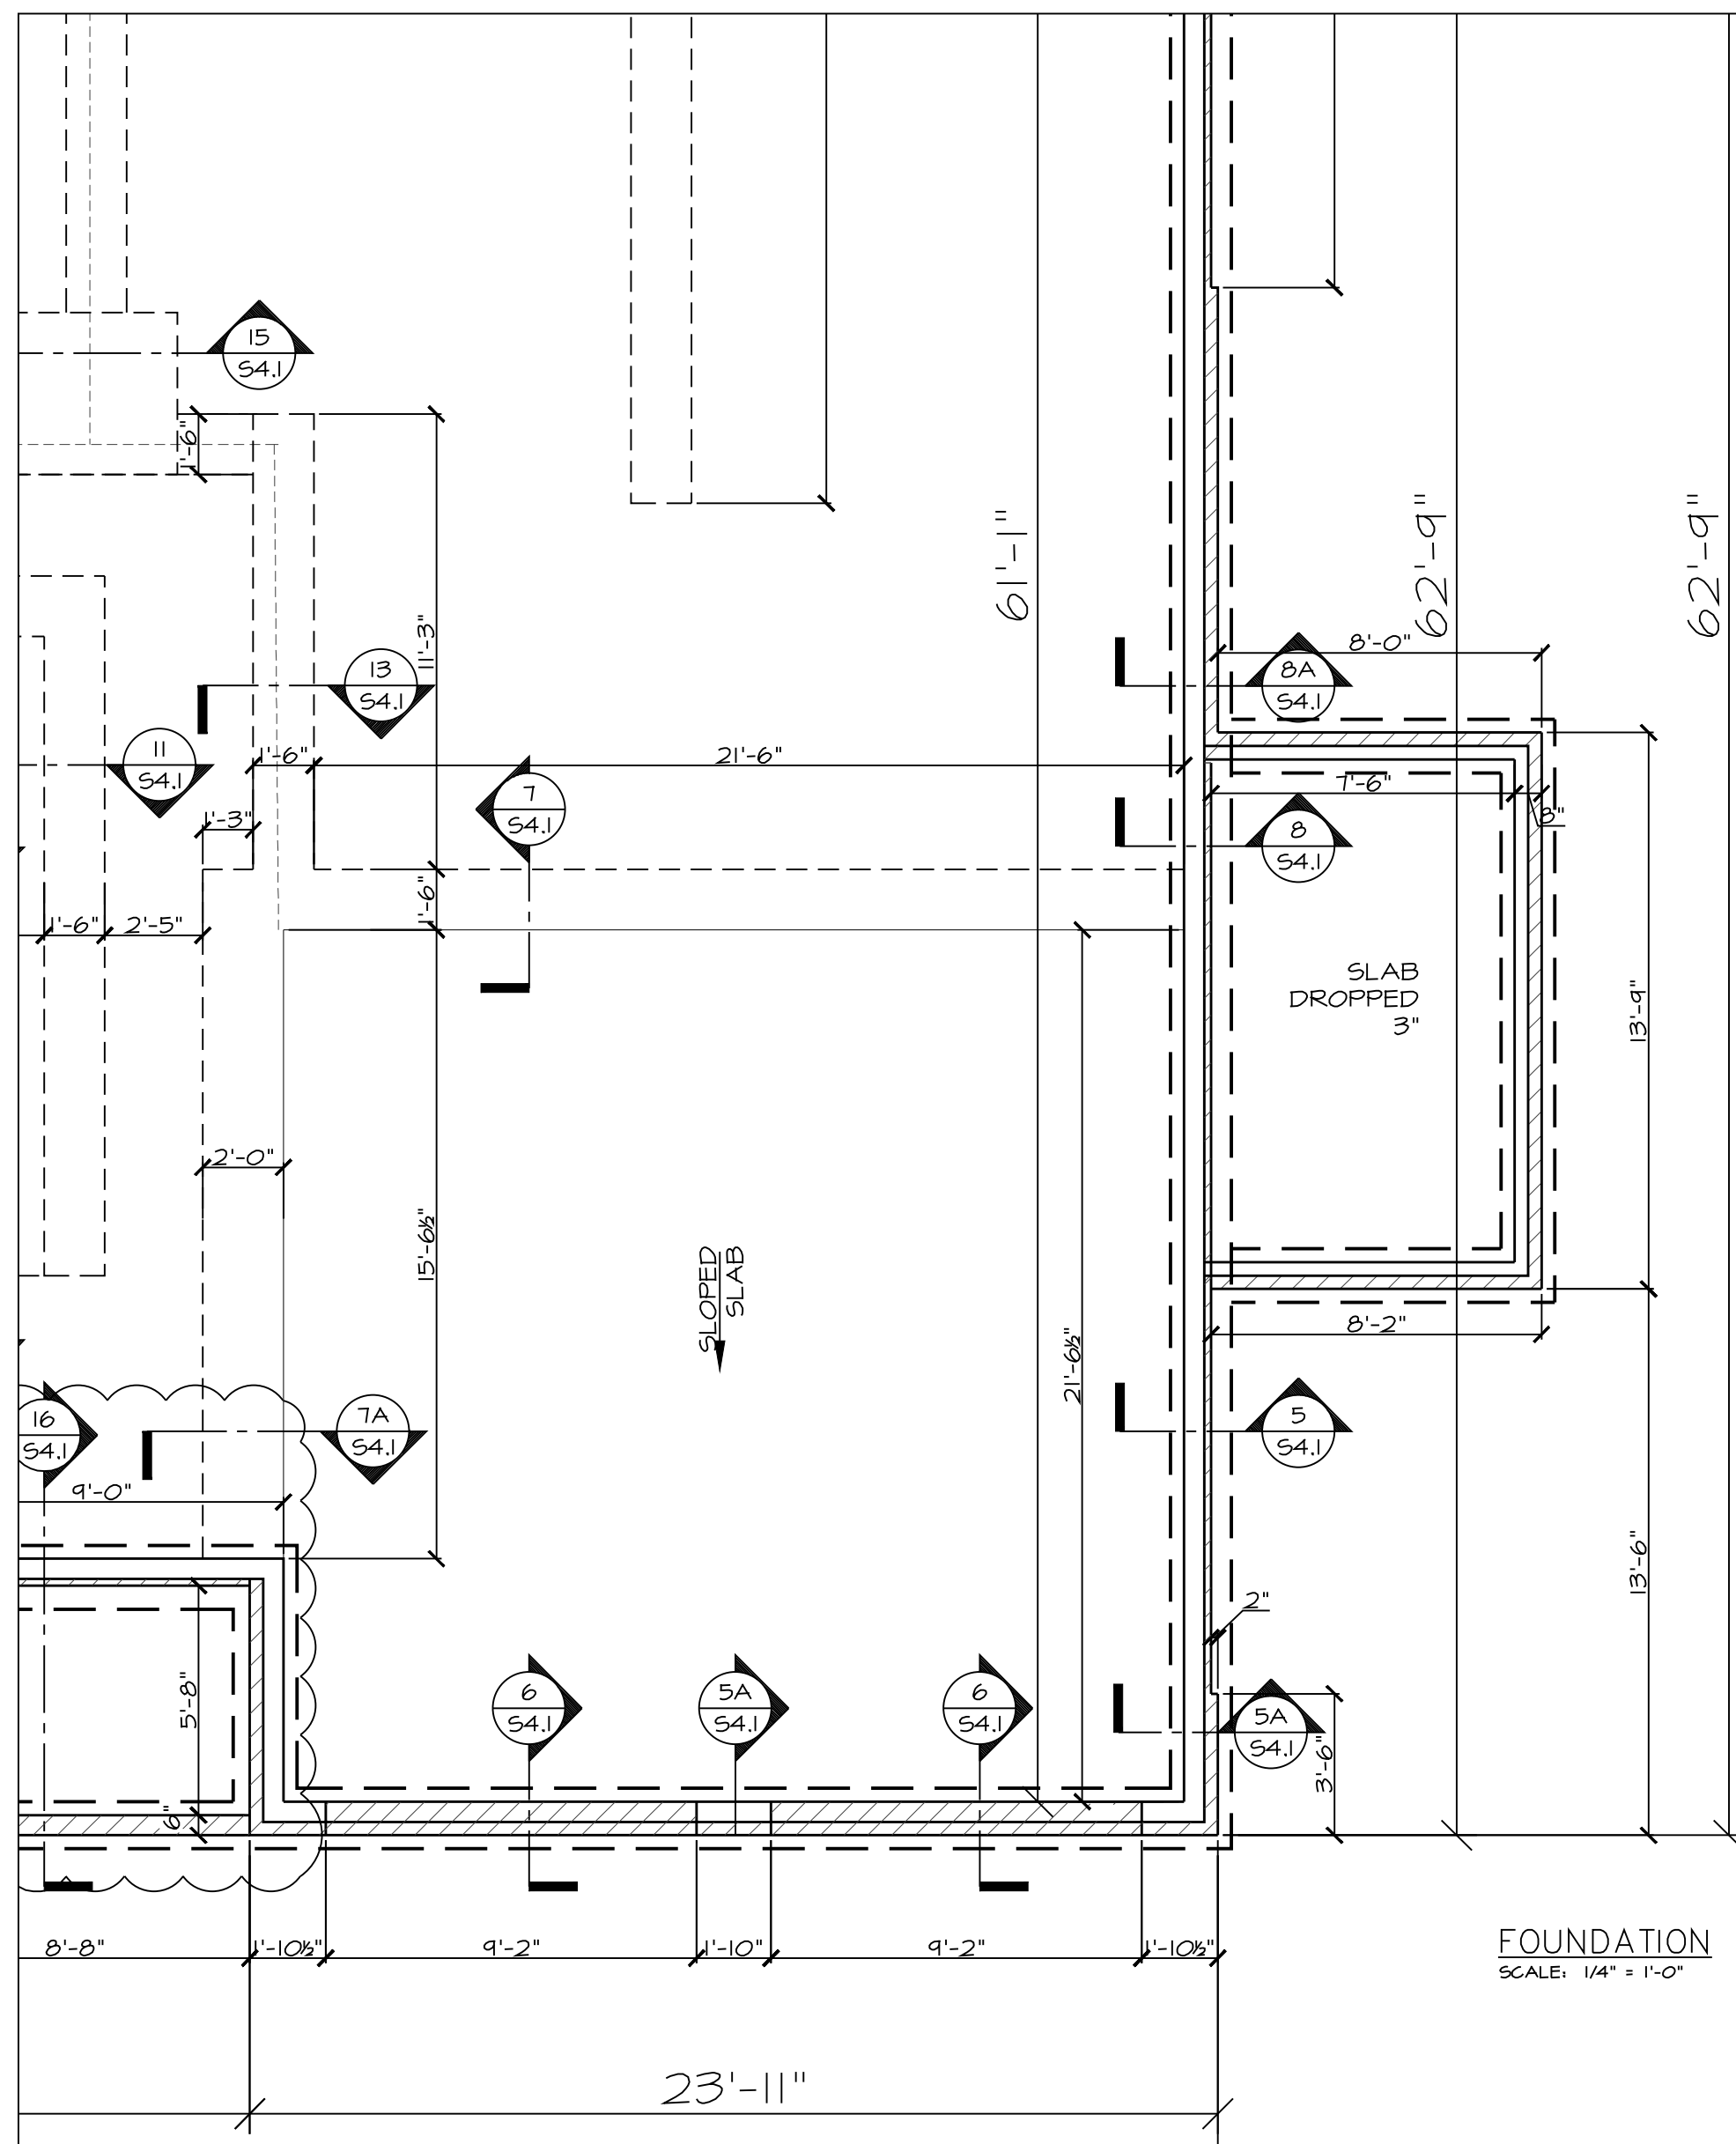 15
S4.1
1'-6"
61'-1"
62'-9"
62'-9"
11'-3"
8'-0"
13
S4.1
8A
S4.1
11
S4.1
1'-6"
21'-6"
7
S4.1
7'-6"
8"
1'-3"
8
S4.1
1'-6"
1'-6"
2'-5"
SLAB
DROPPED
3"
13'-9"
2'-0"
15'-6½"
SLOPED
SLAB
21'-6½"
8'-2"
16
S4.1
7A
S4.1
5
S4.1
9'-0"
13'-6"
2"
5'-8"
6
S4.1
5A
S4.1
6
S4.1
5A
S4.1
3'-6"
6"
8'-8"
1'-10½"
9'-2"
1'-10"
9'-2"
1'-10½"
FOUNDATION
SCALE: 1/4" = 1'-0"
23'-11"